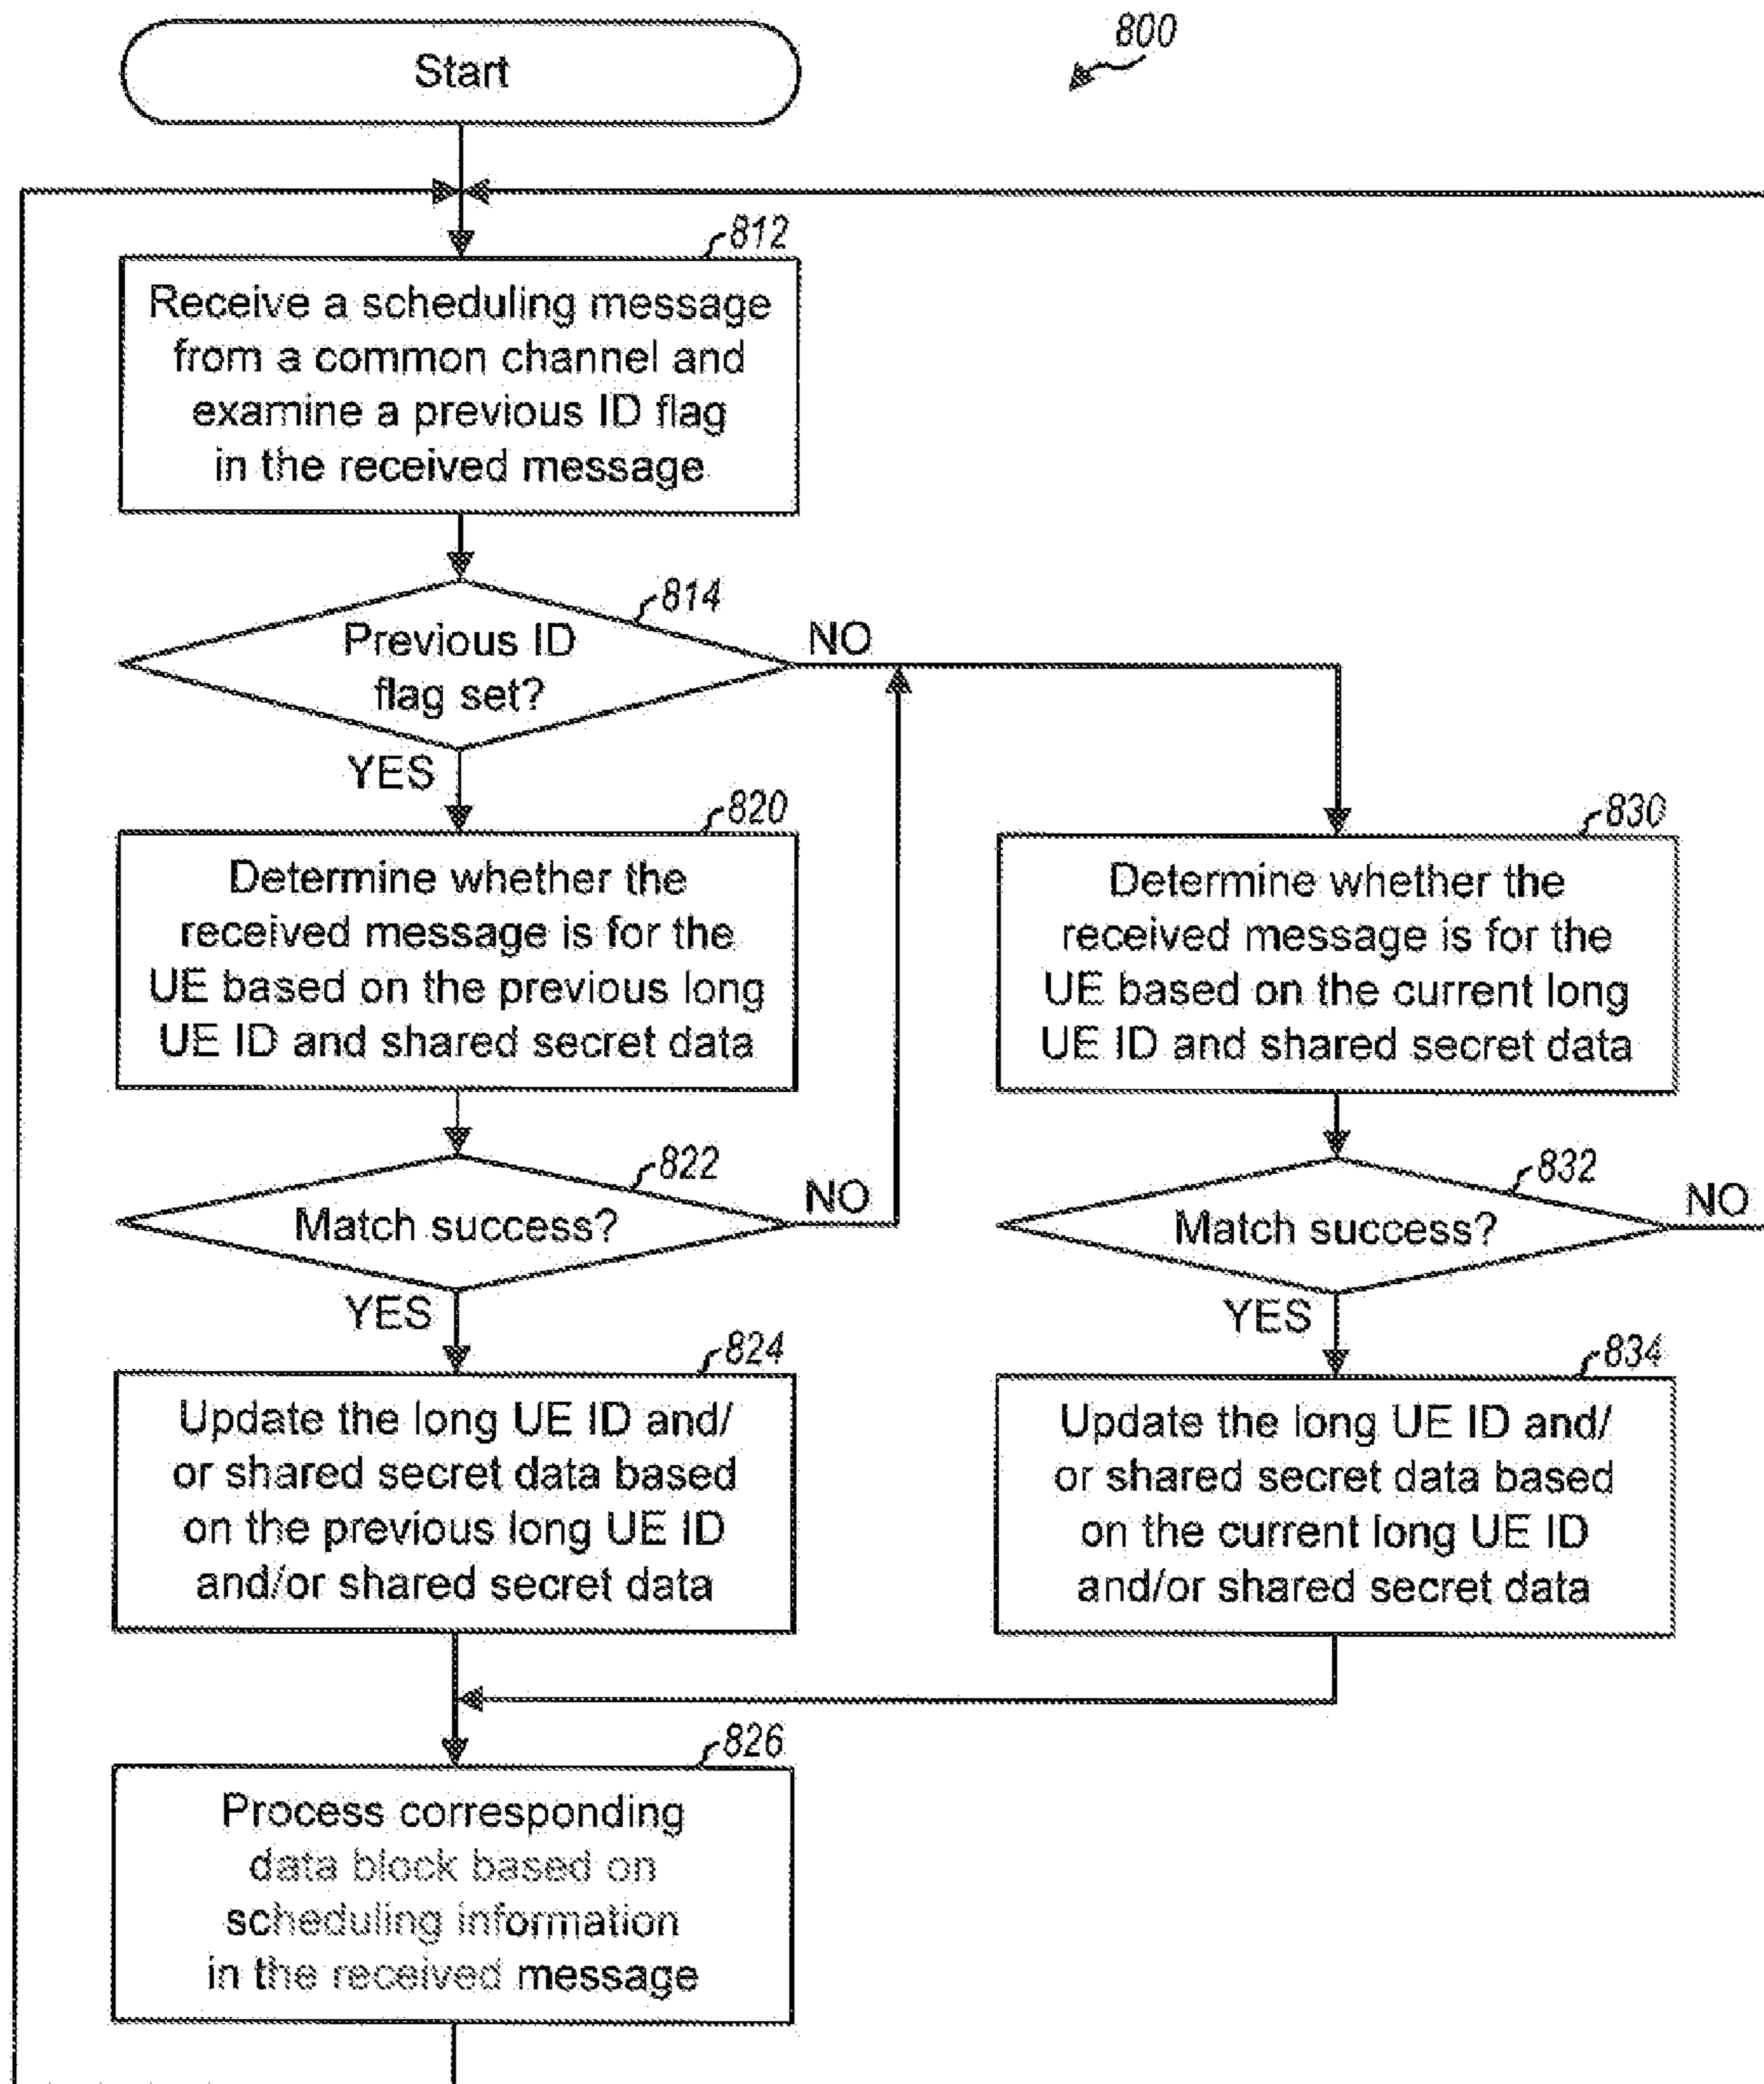 Start
800
812
Receive a scheduling message
from a common channel and
examine a previous ID flag
in the received message
814
Previous ID
flag set?
NO
YES
820
Determine whether the
received message is for the
UE based on the previous long
UE ID and shared secret data
830
Determine whether the
received message is for the
UE based on the current long
UE ID and shared secret data
822
Match success?
NO
YES
832
Match success?
NO
YES
824
Update the long UE ID and/
or shared secret data based
on the previous long UE ID
and/or shared secret data
834
Update the long UE ID and/
or shared secret data based
on the current long UE ID
and/or shared secret data
826
Process corresponding
data block based on
scheduling information
in the received message